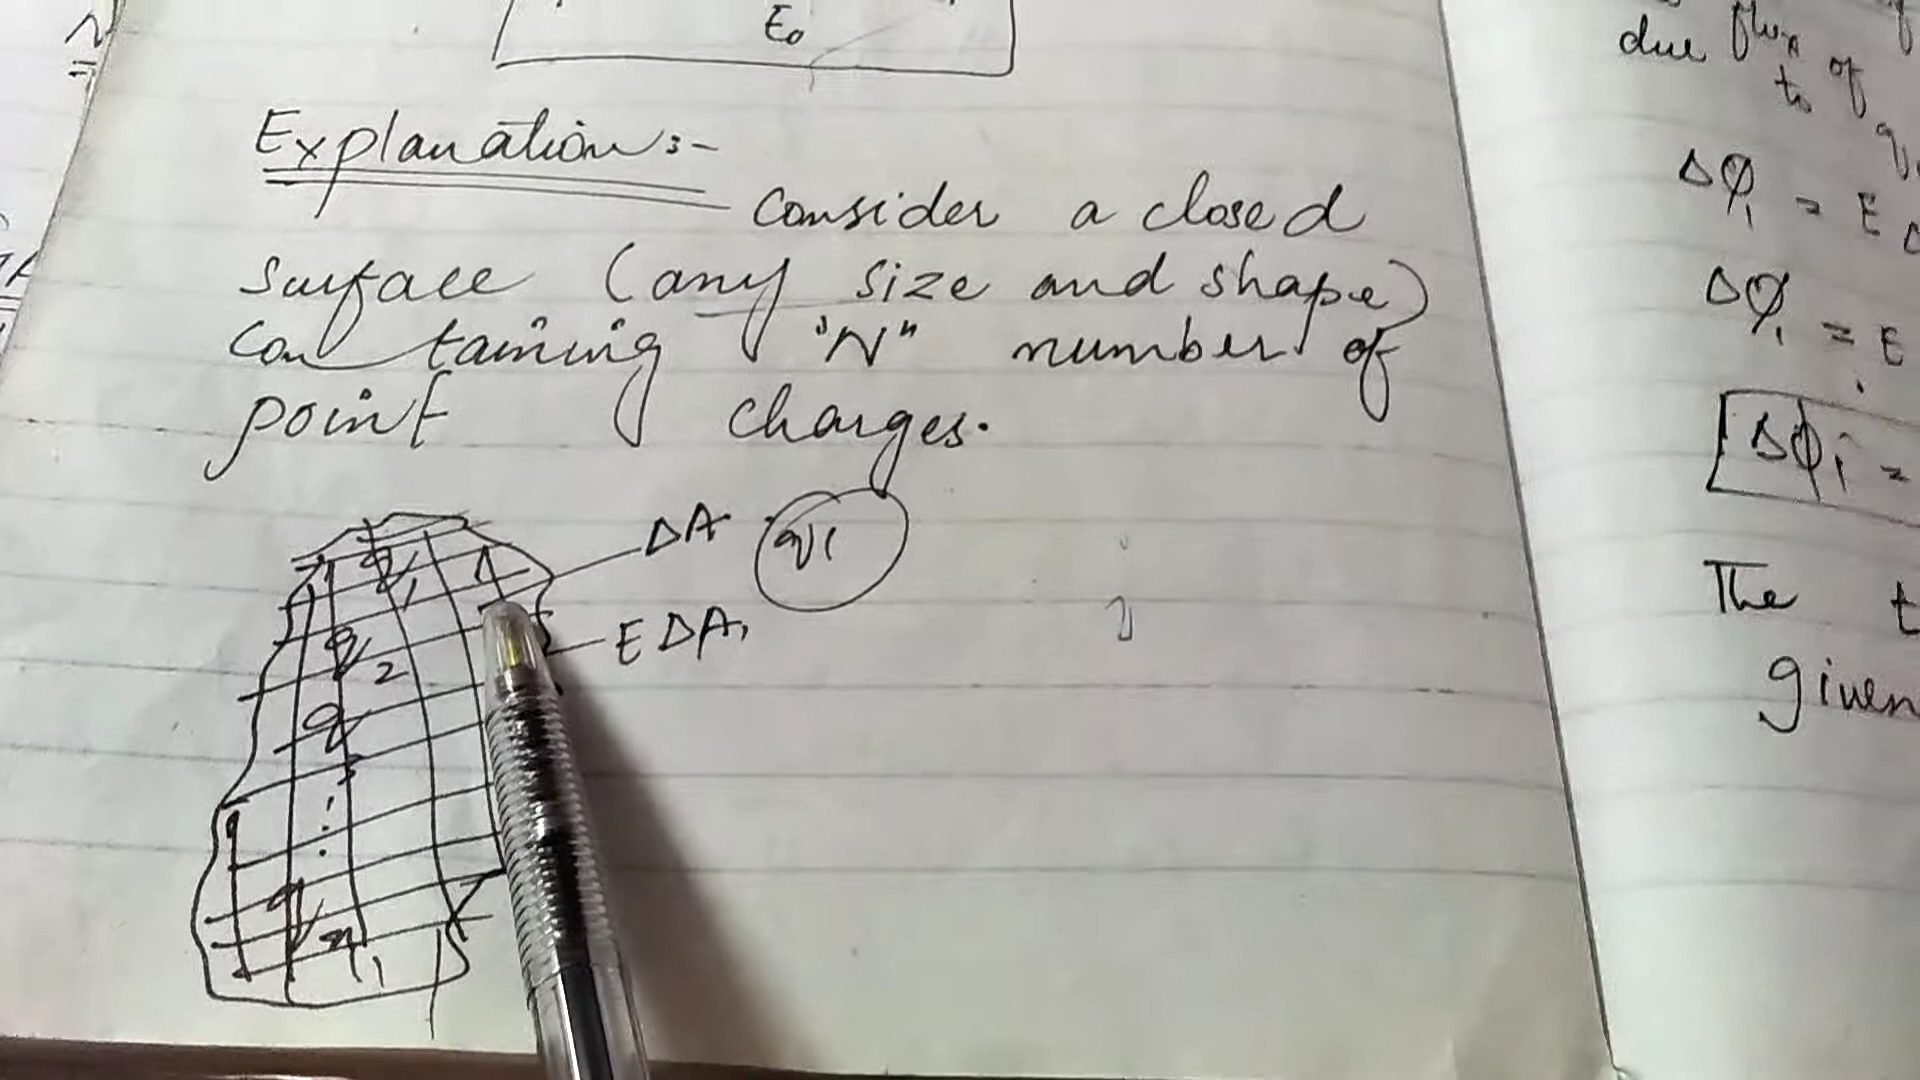 E₀
Explanation:-
Consider a closed
surface (any size and shape)
containing "N" number of
point charges.
ΔA
q1
EΔA₁
q₁
q₂
q₃
qn
due flux of
to
Δφ₁ = E Δ
Δφ₁ = E
Δφ₁ =
The t
given